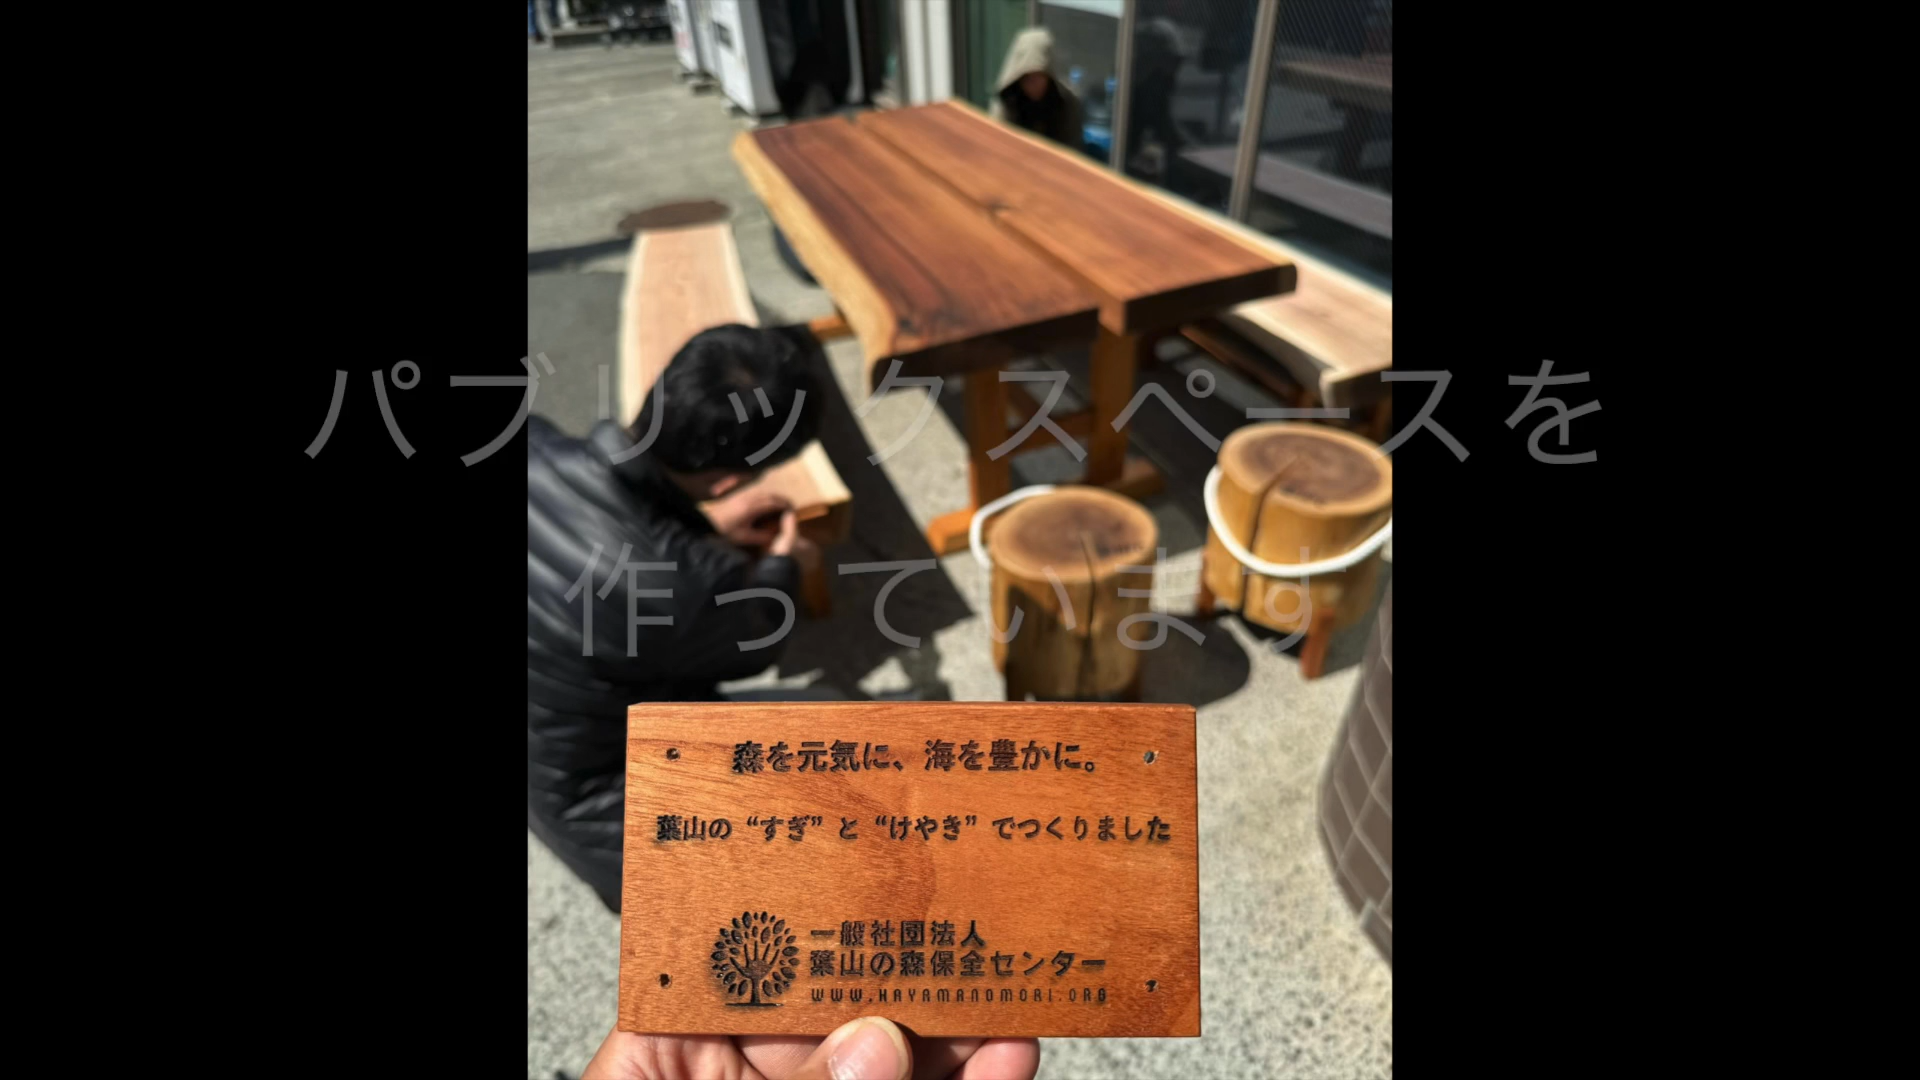 パブリックスペースを
作っています
森を元気に、海を豊かに。
葉山の“すぎ”と“けやき”でつくりました
一般社団法人
葉山の森保全センター
WWW.HAYAMANOMORI.ORG